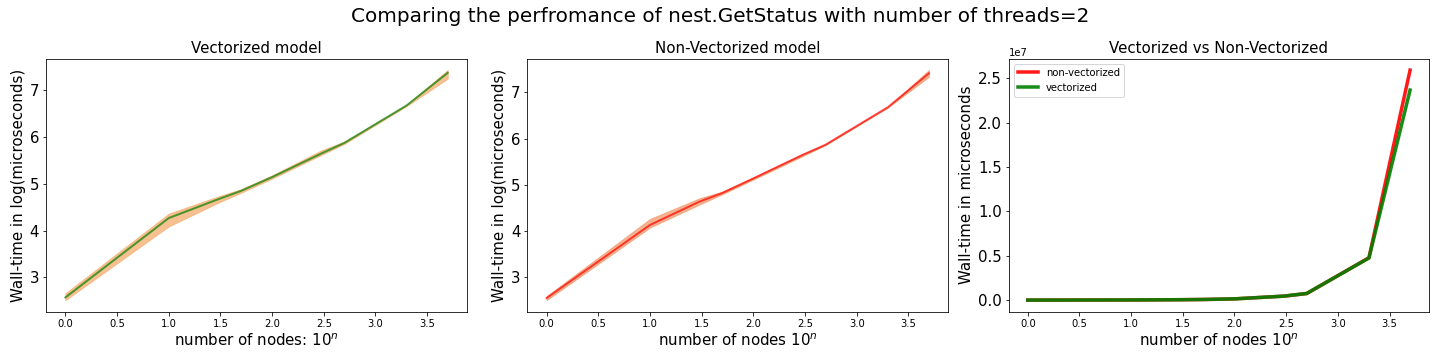 Comparing the perfromance of nest.GetStatus with number of threads=2
Vectorized model
Wall-time in log(microseconds)
7
6
5
4
3
0.0 0.5 1.0 1.5 2.0 2.5 3.0 3.5
number of nodes: 10^n
Non-Vectorized model
Wall-time in log(microseconds)
7
6
5
4
3
0.0 0.5 1.0 1.5 2.0 2.5 3.0 3.5
number of nodes 10^n
Vectorized vs Non-Vectorized
1e7
non-vectorized
vectorized
Wall-time in microseconds
2.5
2.0
1.5
1.0
0.5
0.0
0.0 0.5 1.0 1.5 2.0 2.5 3.0 3.5
number of nodes 10^n